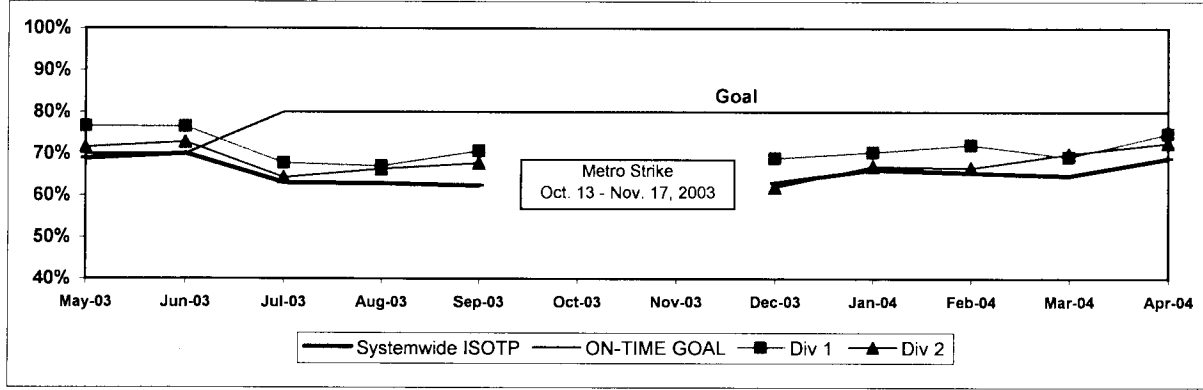 100%
90%
80%
70%
60%
50%
40%
Goal
Metro Strike
Oct. 13 - Nov. 17, 2003
May-03 Jun-03 Jul-03 Aug-03 Sep-03 Oct-03 Nov-03 Dec-03 Jan-04 Feb-04 Mar-04 Apr-04
Systemwide ISOTP ON-TIME GOAL Div 1 Div 2